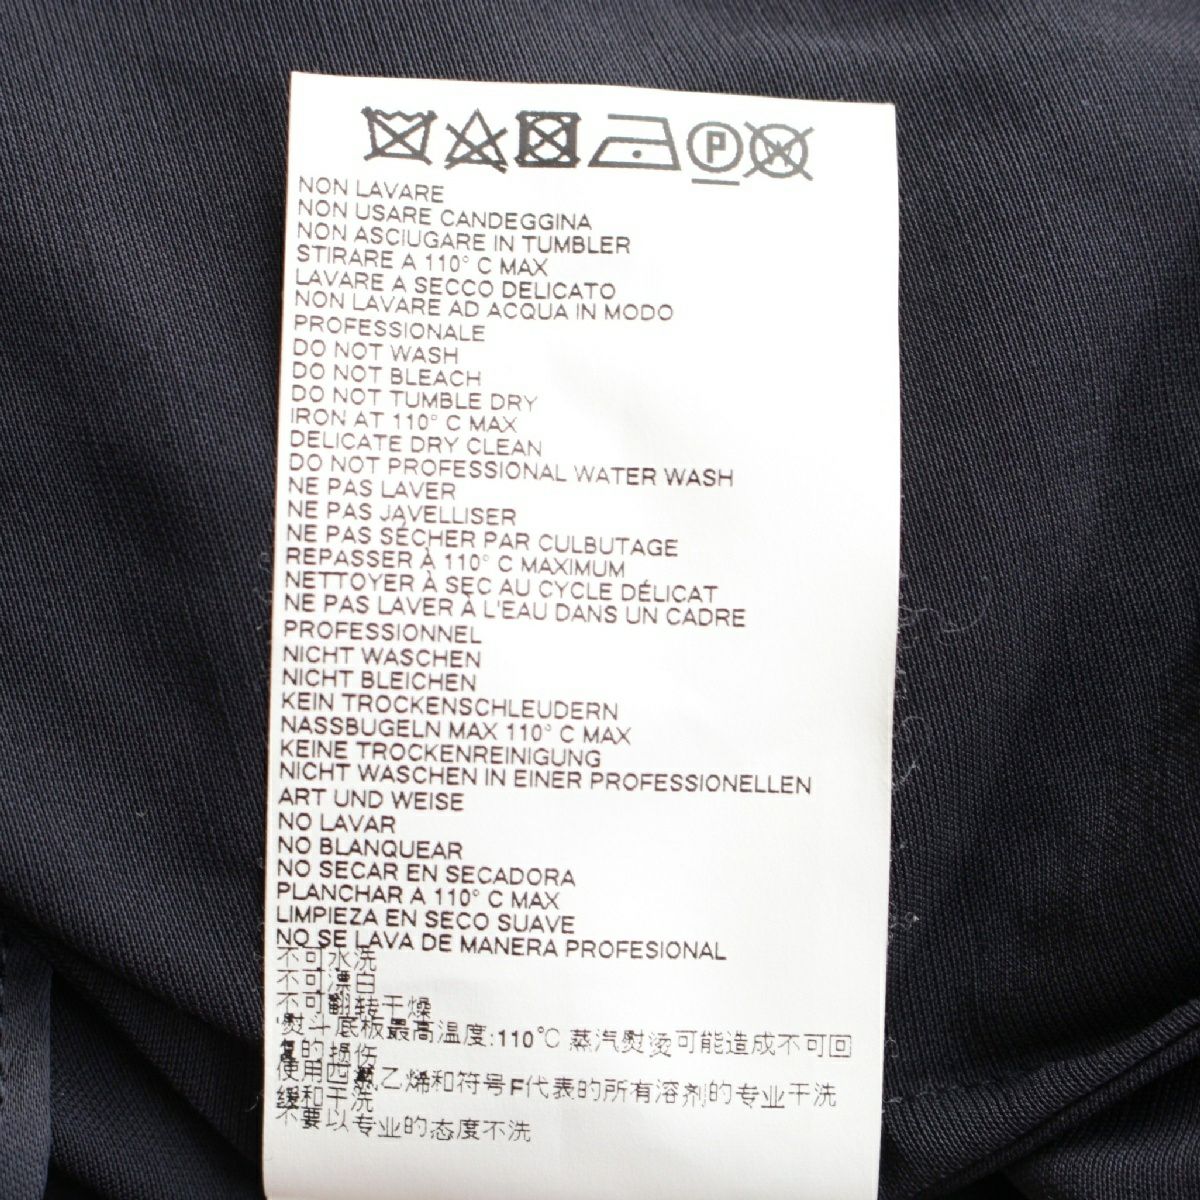 P W
NON LAVARE
NON USARE CANDEGGINA
NON ASCIUGARE IN TUMBLER
STIRARE A 110° C MAX
LAVARE A SECCO DELICATO
NON LAVARE AD ACQUA IN MODO
PROFESSIONALE
DO NOT WASH
DO NOT BLEACH
DO NOT TUMBLE DRY
IRON AT 110° C MAX
DELICATE DRY CLEAN
DO NOT PROFESSIONAL WATER WASH
NE PAS LAVER
NE PAS JAVELLISER
NE PAS SÉCHER PAR CULBUTAGE
REPASSER À 110° C MAXIMUM
NETTOYER À SEC AU CYCLE DÉLICAT
NE PAS LAVER À L'EAU DANS UN CADRE
PROFESSIONNEL
NICHT WASCHEN
NICHT BLEICHEN
KEIN TROCKENSCHLEUDERN
NASSBUGELN MAX 110° C MAX
KEINE TROCKENREINIGUNG
NICHT WASCHEN IN EINER PROFESSIONELLEN
ART UND WEISE
NO LAVAR
NO BLANQUEAR
NO SECAR EN SECADORA
PLANCHAR A 110° C MAX
LIMPIEZA EN SECO SUAVE
NO SE LAVA DE MANERA PROFESIONAL
不可水洗
不可漂白
不可翻转干燥
熨斗底板最高温度:110℃ 蒸汽熨烫可能造成不可回
复的损伤
使用四氯乙烯和符号F代表的所有溶剂的专业干洗
缓和干洗
不要以专业的态度不洗